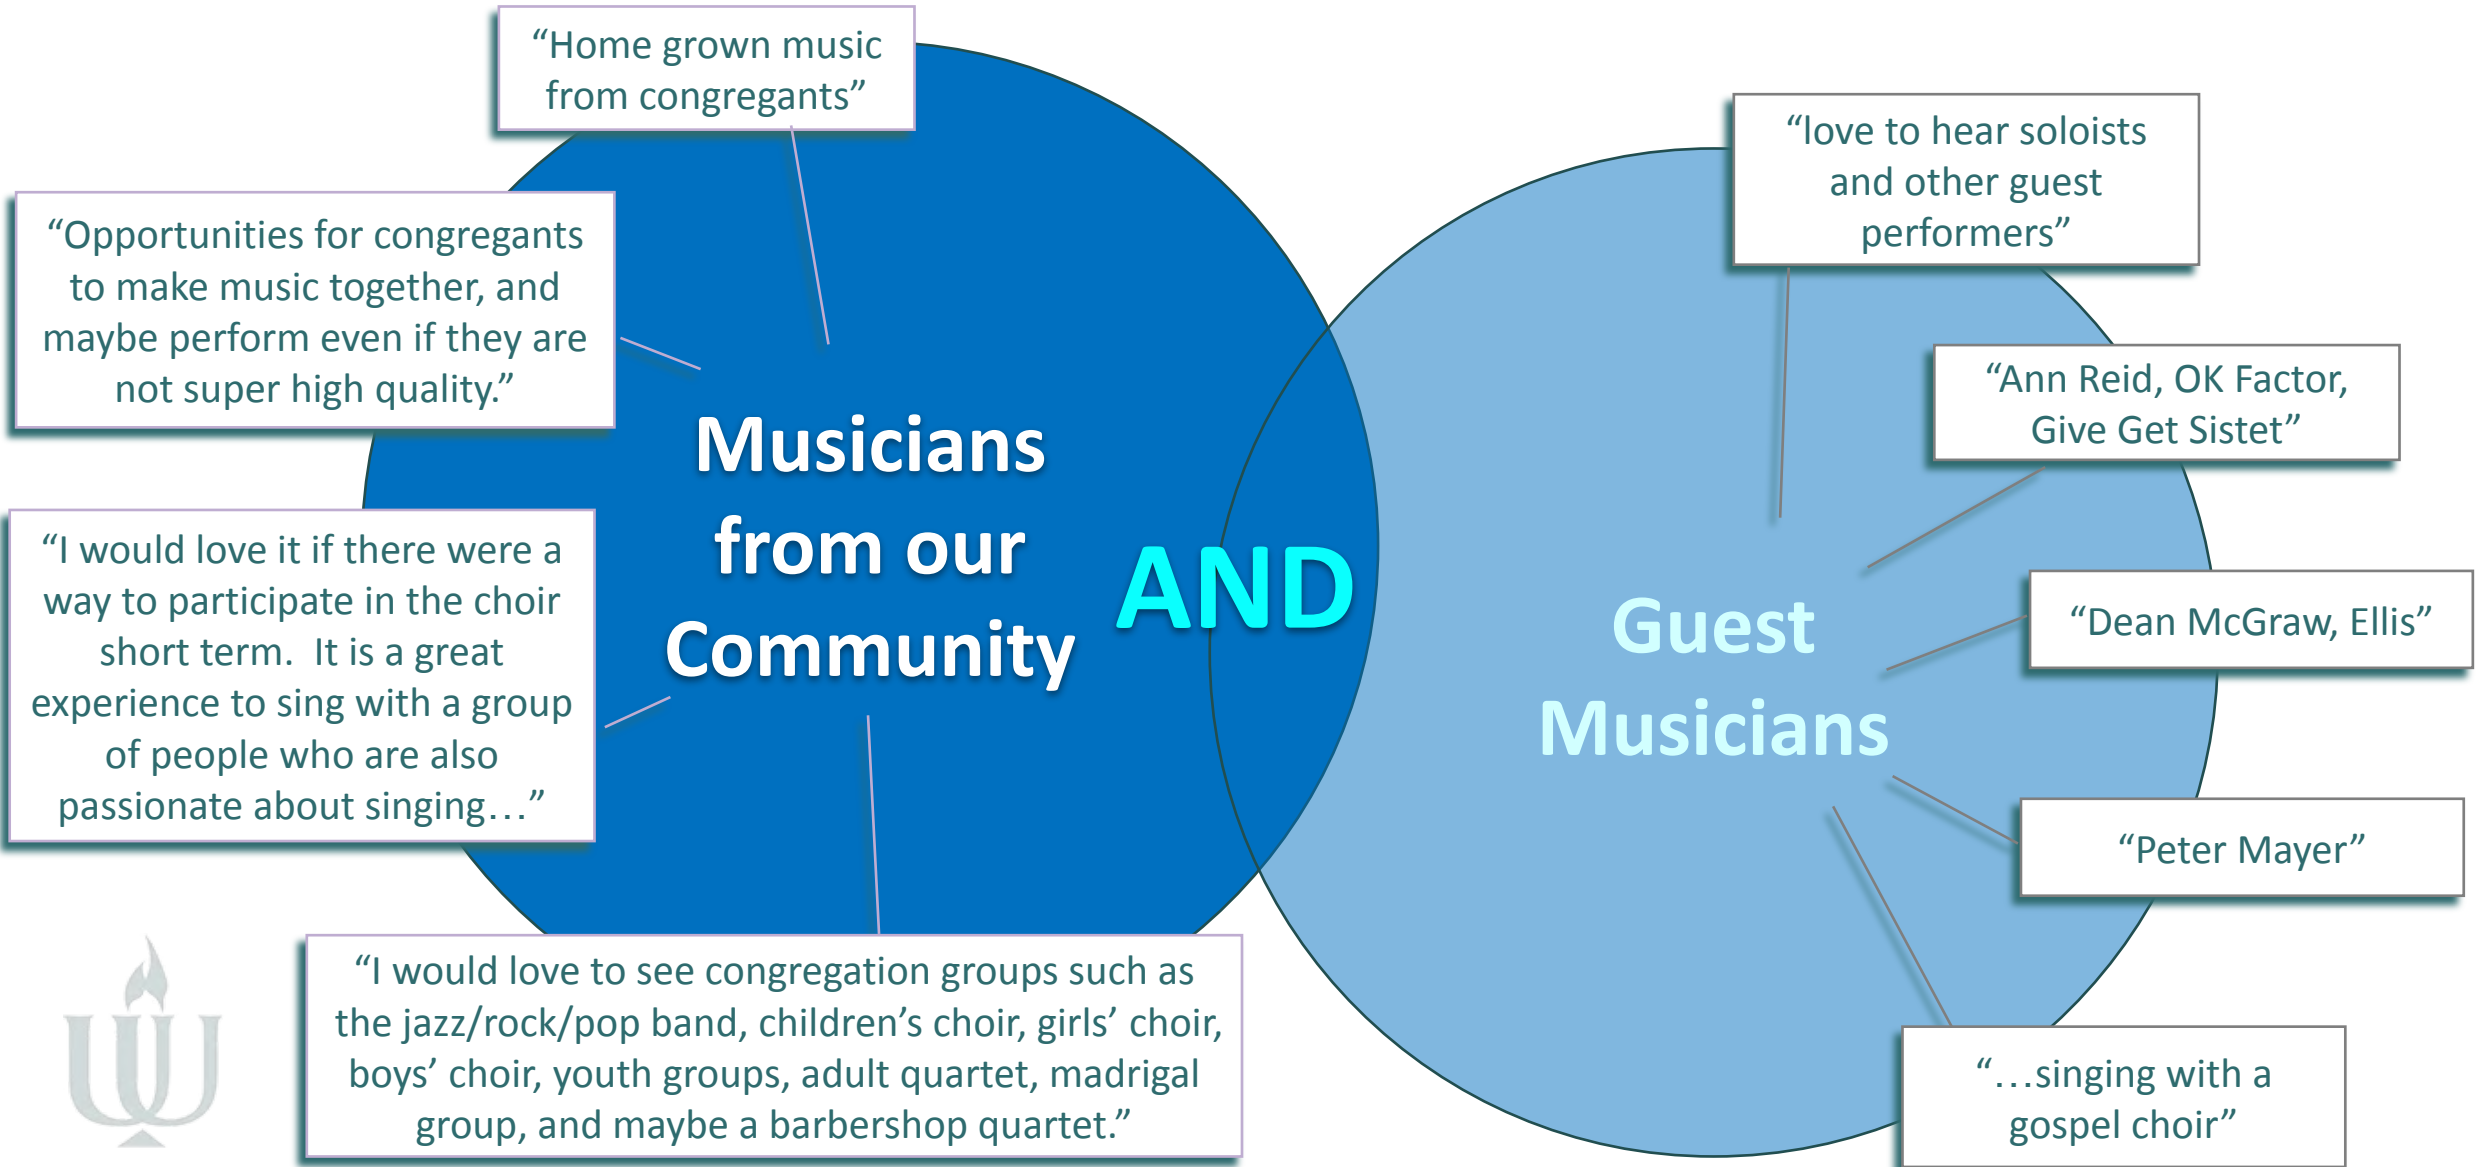 “Home grown music
from congregants”
“Opportunities for congregants
to make music together, and
maybe perform even if they are
not super high quality.”
“I would love it if there were a
way to participate in the choir
short term.  It is a great
experience to sing with a group
of people who are also
passionate about singing…”
“I would love to see congregation groups such as
the jazz/rock/pop band, children’s choir, girls’ choir,
boys’ choir, youth groups, adult quartet, madrigal
group, and maybe a barbershop quartet.”
Musicians
from our
Community
AND
Guest
Musicians
“love to hear soloists
and other guest
performers”
“Ann Reid, OK Factor,
Give Get Sistet”
“Dean McGraw, Ellis”
“Peter Mayer”
“…singing with a
gospel choir”
UU